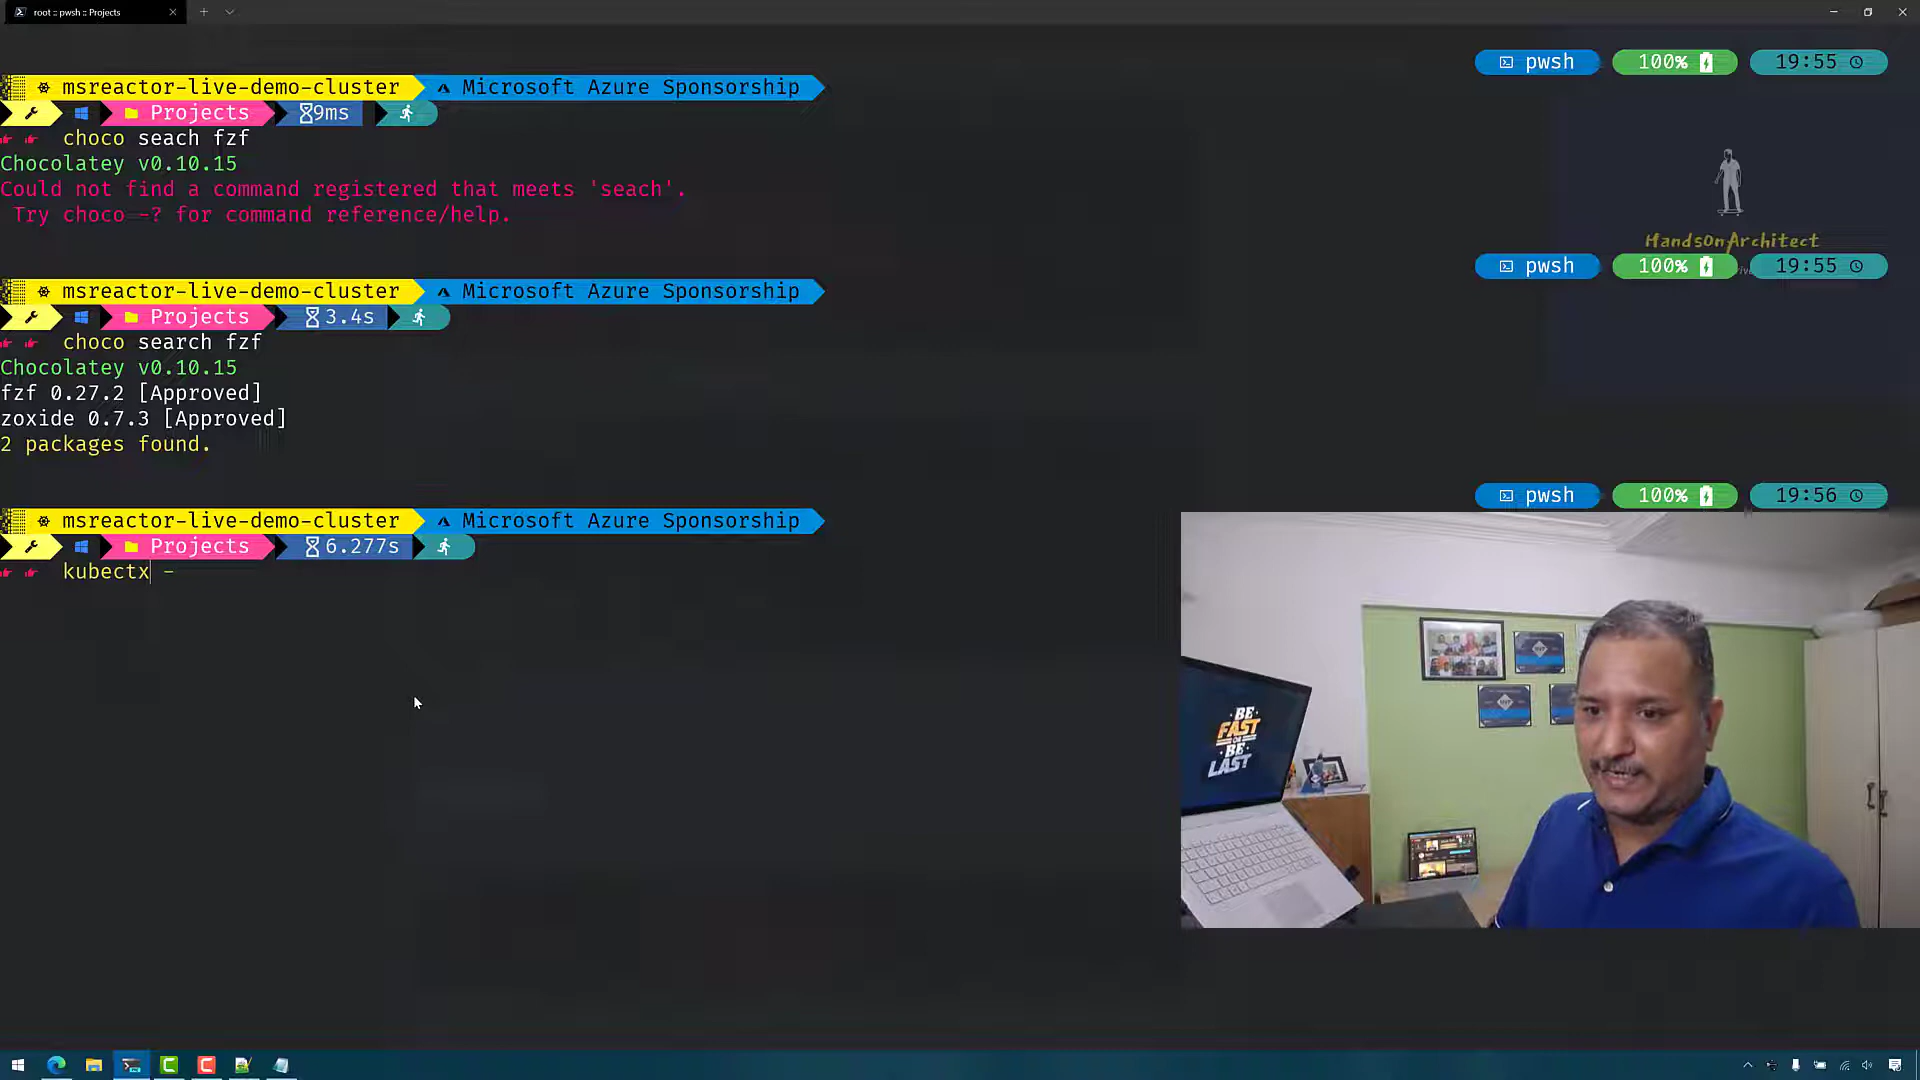 root :: pwsh :: Projects
pwsh 100% 19:55
msreactor-live-demo-cluster Microsoft Azure Sponsorship
Projects 9ms
choco seach fzf
Chocolatey v0.10.15
Could not find a command registered that meets 'seach'.
Try choco -? for command reference/help.
HandsOnArchitect
pwsh 100% 19:55
msreactor-live-demo-cluster Microsoft Azure Sponsorship
Projects 3.4s
choco search fzf
Chocolatey v0.10.15
fzf 0.27.2 [Approved]
zoxide 0.7.3 [Approved]
2 packages found.
pwsh 100% 19:56
msreactor-live-demo-cluster Microsoft Azure Sponsorship
Projects 6.277s
kubectx -
BE
FAST
OR
BE
LAST